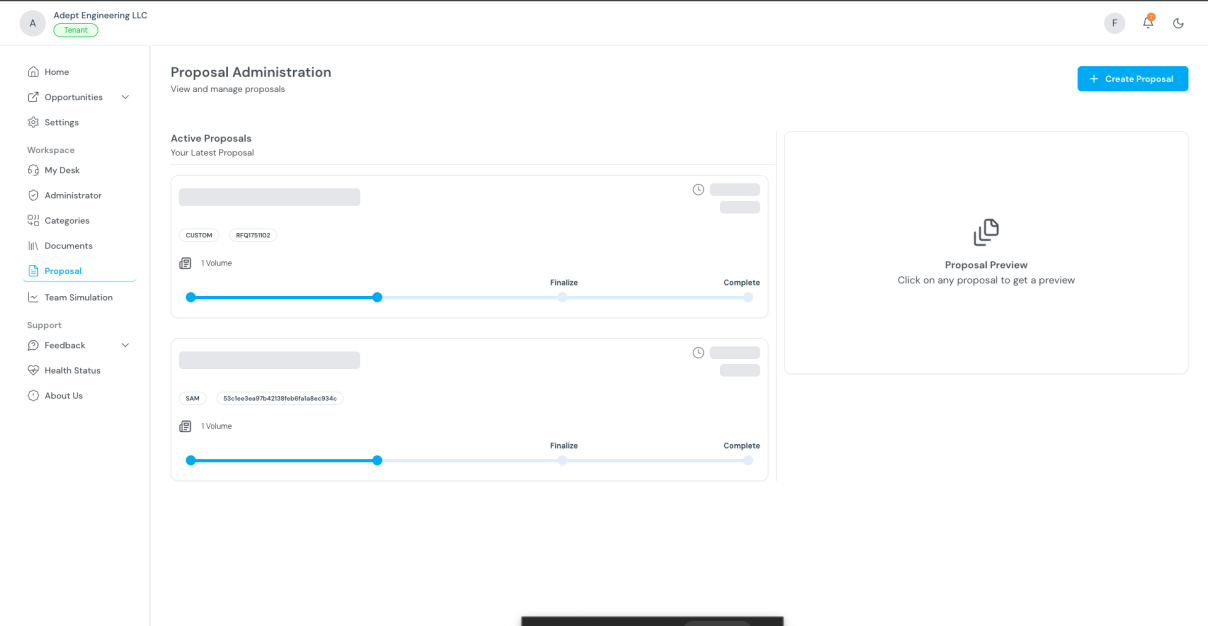 A
Adept Engineering LLC
Tenant
F
7
Home
Opportunities
Settings
Workspace
My Desk
Administrator
Categories
Documents
Proposal
Team Simulation
Support
Feedback
Health Status
About Us
Proposal Administration
View and manage proposals
Create Proposal
Active Proposals
Your Latest Proposal
CUSTOM RFQ1751102
1 Volume
Finalize Complete
SAM 53c1ee3ea97b42138feb6fa1a8ec934c
1 Volume
Finalize Complete
Proposal Preview
Click on any proposal to get a preview